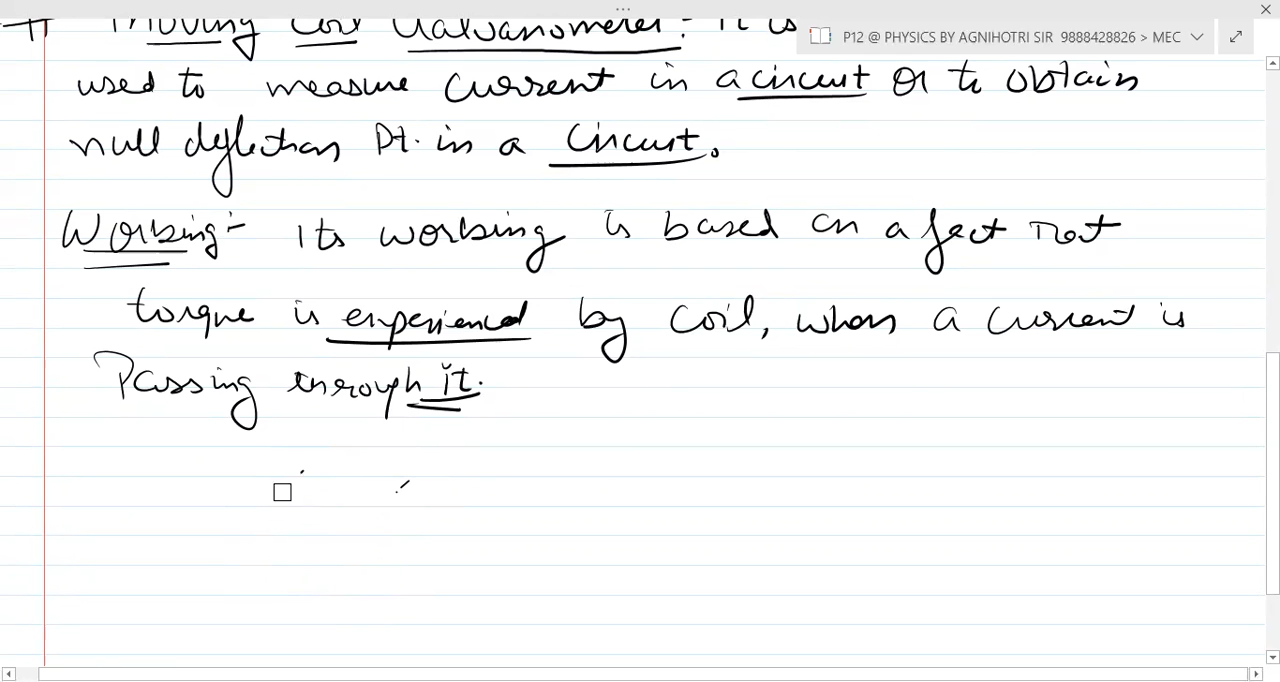 Moving Coil Galvanometer:- It is
P12 @ PHYSICS BY AGNIHOTRI SIR 9888428826 > MEC
used to measure current in a circuit or to obtain
null deflection Pt. in a circuit.
Working:- Its working is based on a fact that
torque is experienced by coil, when a current is
Passing through it.